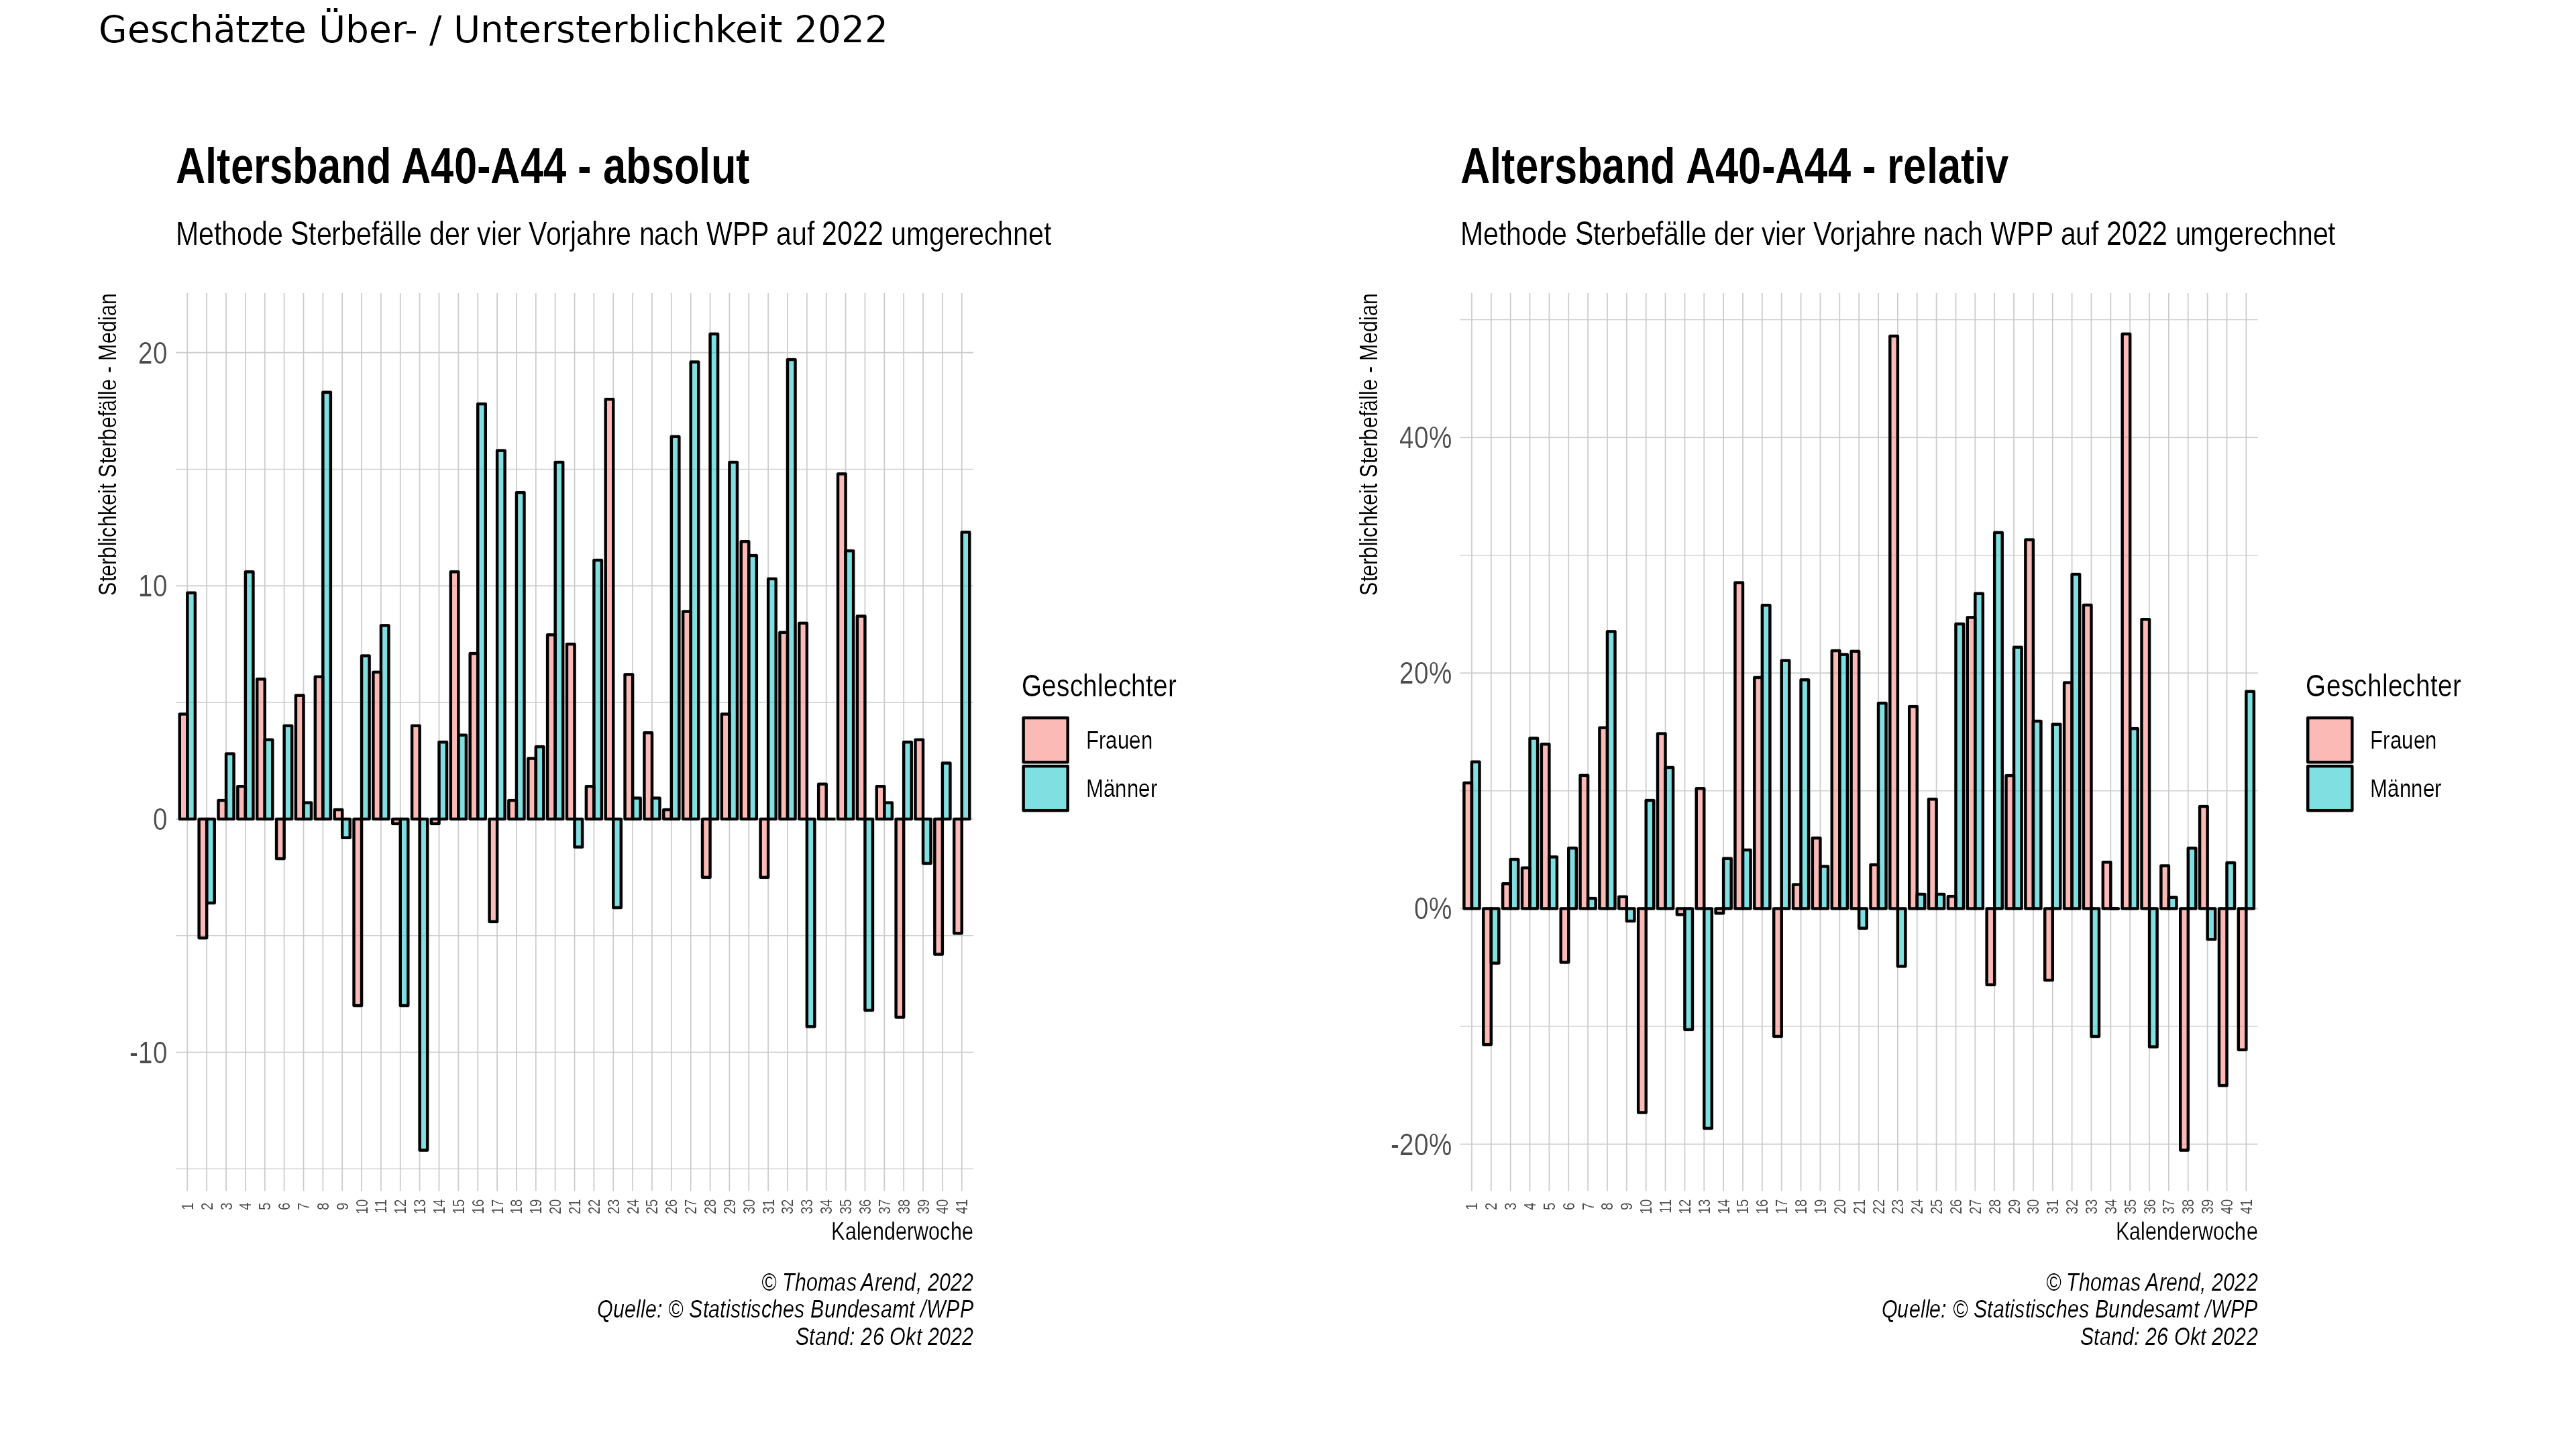 Geschätzte Über- / Untersterblichkeit 2022
Altersband A40-A44 - absolut
Methode Sterbefälle der vier Vorjahre nach WPP auf 2022 umgerechnet
Sterblichkeit Sterbefälle - Median
20
10
0
-10
1 2 3 4 5 6 7 8 9 10 11 12 13 14 15 16 17 18 19 20 21 22 23 24 25 26 27 28 29 30 31 32 33 34 35 36 37 38 39 40 41
Kalenderwoche
Geschlechter
Frauen
Männer
© Thomas Arend, 2022
Quelle: © Statistisches Bundesamt /WPP
Stand: 26 Okt 2022
Altersband A40-A44 - relativ
Methode Sterbefälle der vier Vorjahre nach WPP auf 2022 umgerechnet
Sterblichkeit Sterbefälle - Median
40%
20%
0%
-20%
1 2 3 4 5 6 7 8 9 10 11 12 13 14 15 16 17 18 19 20 21 22 23 24 25 26 27 28 29 30 31 32 33 34 35 36 37 38 39 40 41
Kalenderwoche
Geschlechter
Frauen
Männer
© Thomas Arend, 2022
Quelle: © Statistisches Bundesamt /WPP
Stand: 26 Okt 2022